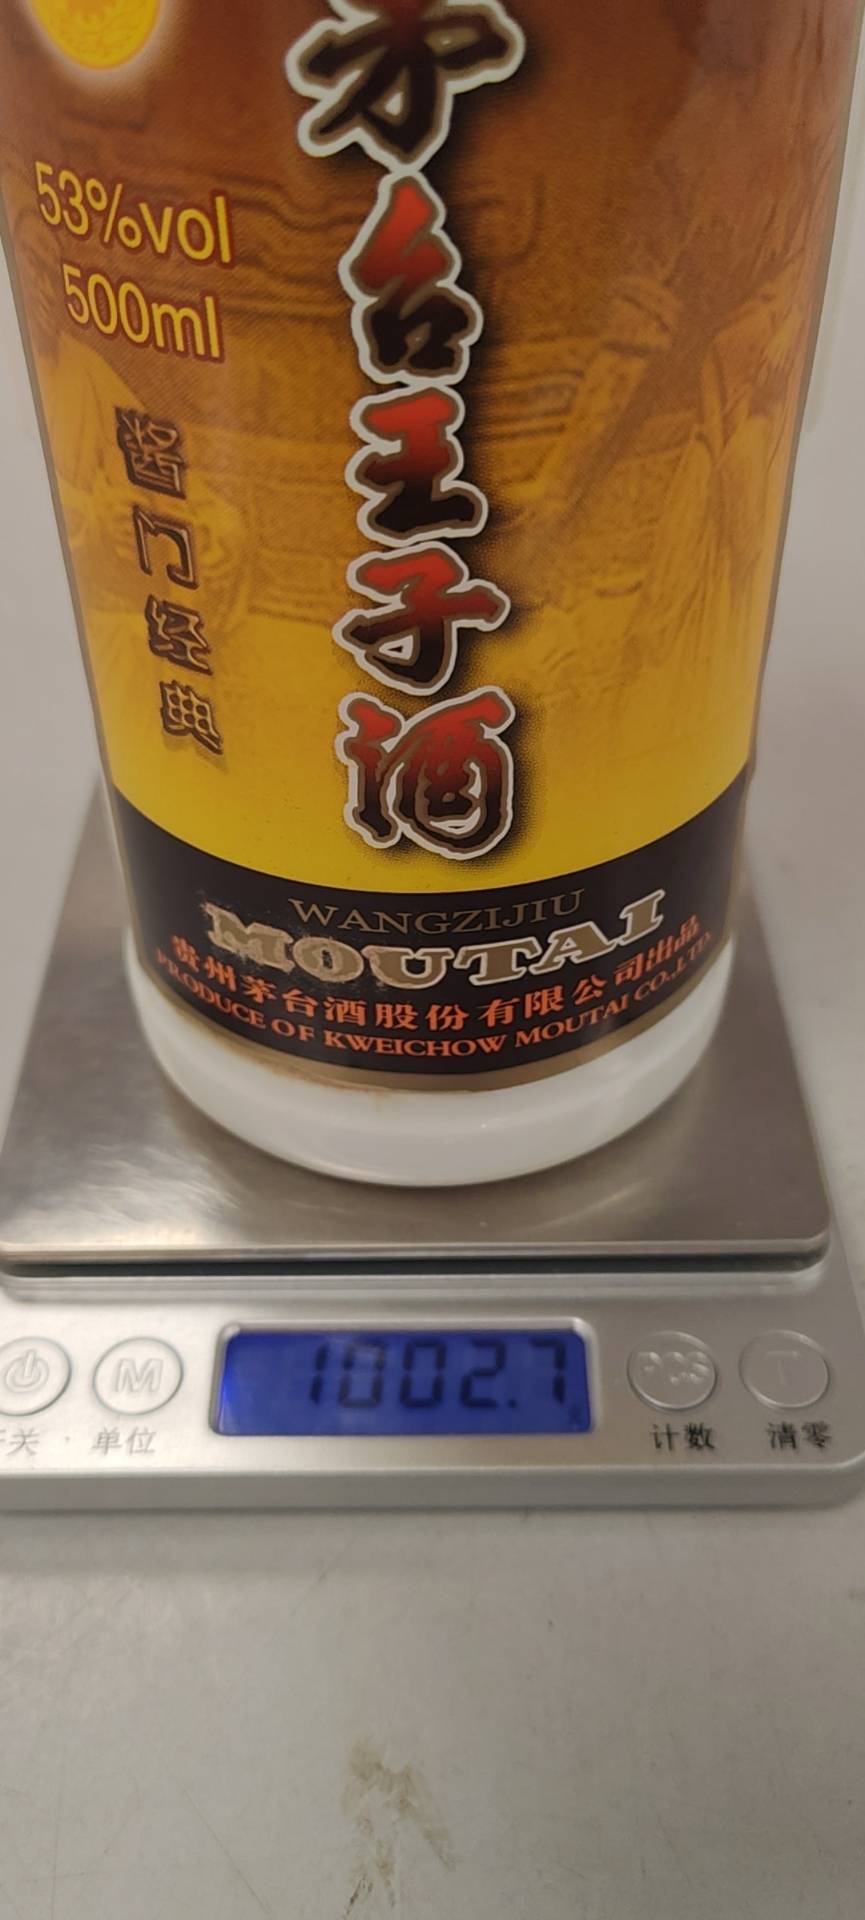 茅台王子酒
53%vol
500ml
酱门经典
WANGZIJIU
MOUTAI
贵州茅台酒股份有限公司出品
PRODUCE OF KWEICHOW MOUTAI CO.,LTD.
1002.7
M
PCS
T
关
单位
计数
清零